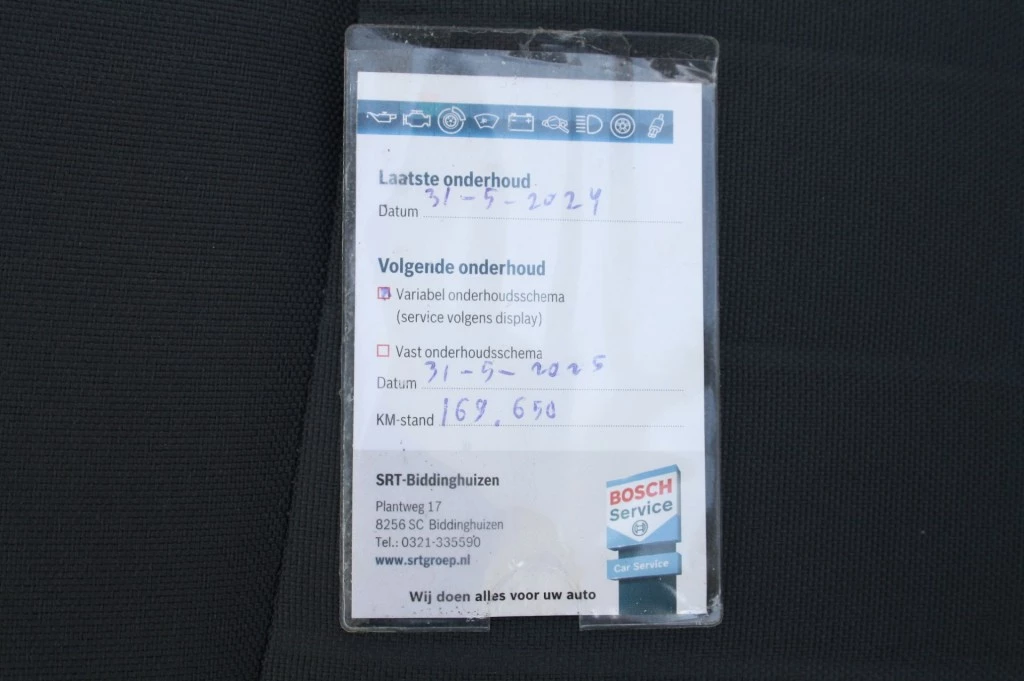 Laatste onderhoud
Datum 31-5-2024
Volgende onderhoud
Variabel onderhoudsschema
(service volgens display)
Vast onderhoudsschema
Datum 31-5-2025
KM-stand 169.650
SRT-Biddinghuizen
Plantweg 17
8256 SC Biddinghuizen
Tel.: 0321-335590
www.srtgroep.nl
Wij doen alles voor uw auto
BOSCH
Service
Car Service